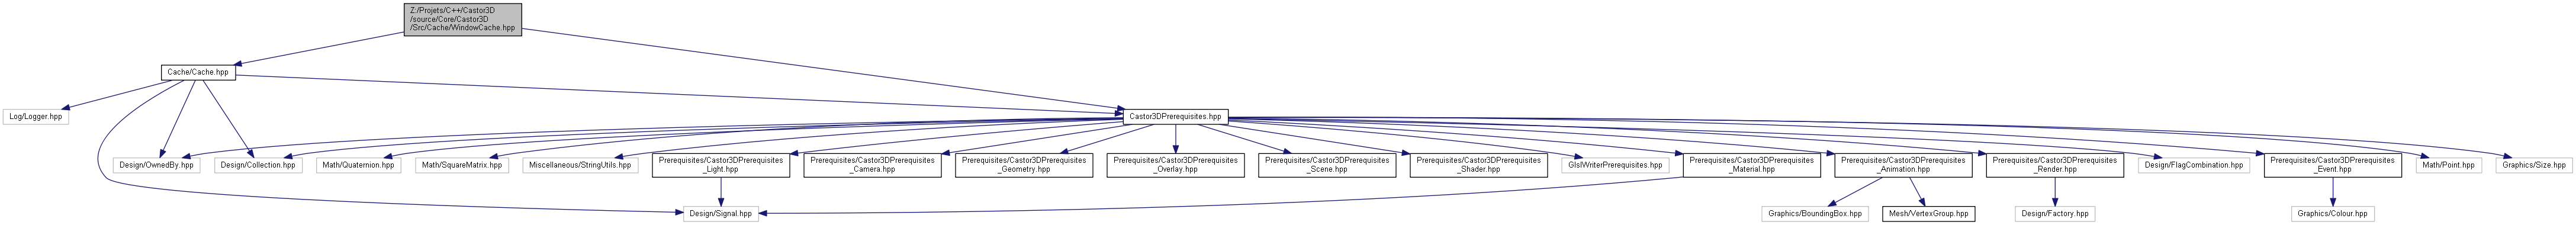 Z:/Projets/C++/Castor3D
/source/Core/Castor3D
/Src/Cache/WindowCache.hpp
Cache/Cache.hpp
Log/Logger.hpp
Castor3DPrerequisites.hpp
Design/OwnedBy.hpp
Design/Collection.hpp
Math/Quaternion.hpp
Math/SquareMatrix.hpp
Miscellaneous/StringUtils.hpp
Prerequisites/Castor3DPrerequisites
_Light.hpp
Prerequisites/Castor3DPrerequisites
_Camera.hpp
Prerequisites/Castor3DPrerequisites
_Geometry.hpp
Prerequisites/Castor3DPrerequisites
_Overlay.hpp
Prerequisites/Castor3DPrerequisites
_Scene.hpp
Prerequisites/Castor3DPrerequisites
_Shader.hpp
GlslWriterPrerequisites.hpp
Prerequisites/Castor3DPrerequisites
_Material.hpp
Prerequisites/Castor3DPrerequisites
_Animation.hpp
Prerequisites/Castor3DPrerequisites
_Render.hpp
Design/FlagCombination.hpp
Prerequisites/Castor3DPrerequisites
_Event.hpp
Math/Point.hpp
Graphics/Size.hpp
Design/Signal.hpp
Graphics/BoundingBox.hpp
Mesh/VertexGroup.hpp
Design/Factory.hpp
Graphics/Colour.hpp